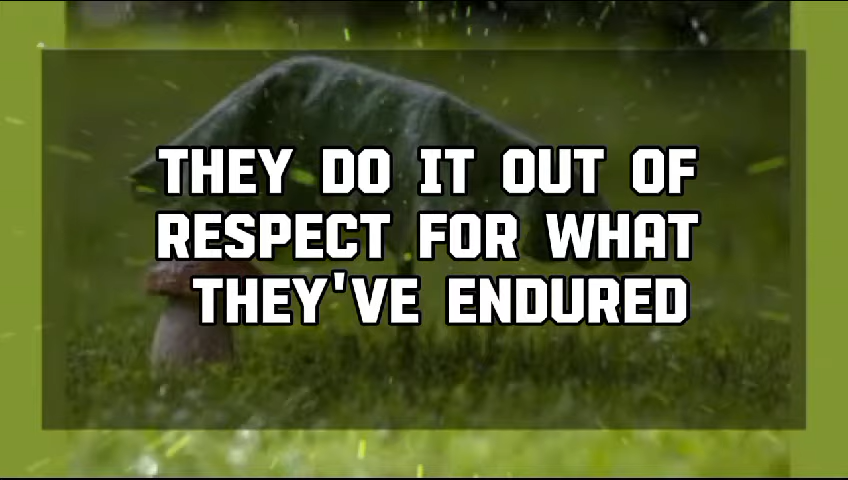 THEY DO IT OUT OF
RESPECT FOR WHAT
THEY'VE ENDURED